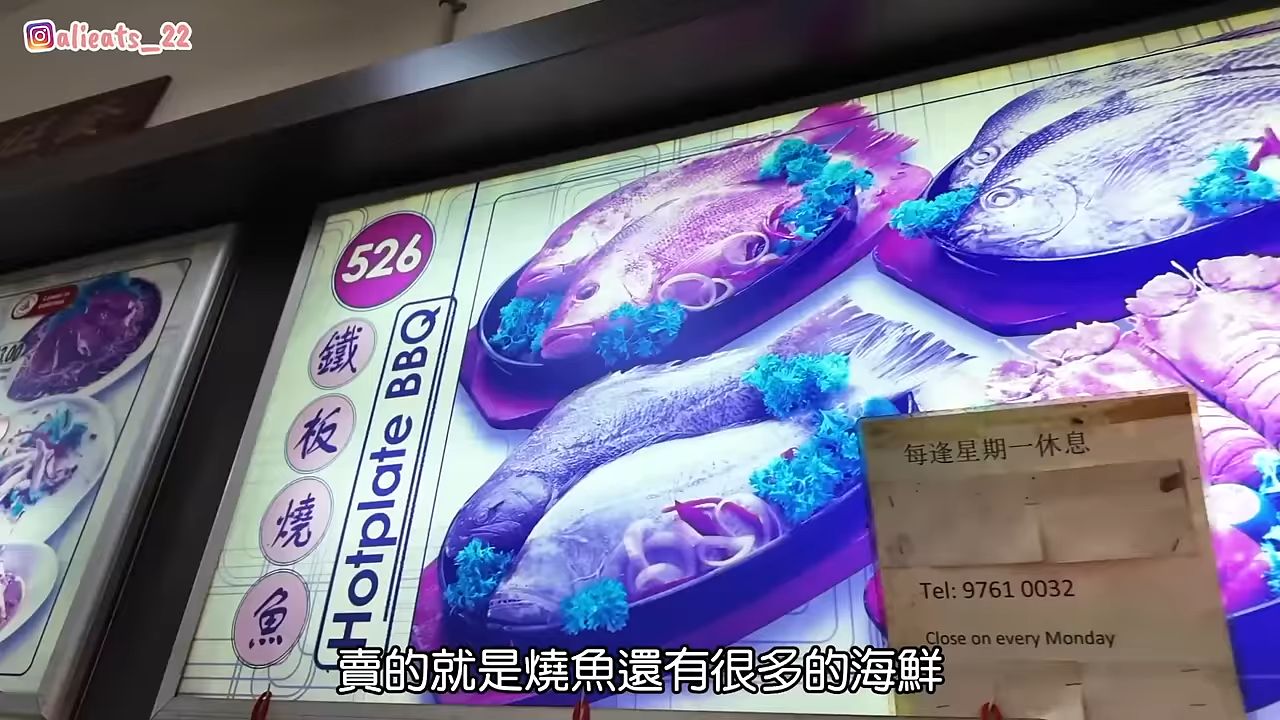 alieats_22
526
鐵板燒魚
Hotplate BBQ
每逢星期一休息
Tel: 9761 0032
Close on every Monday
賣的就是燒魚還有很多的海鮮